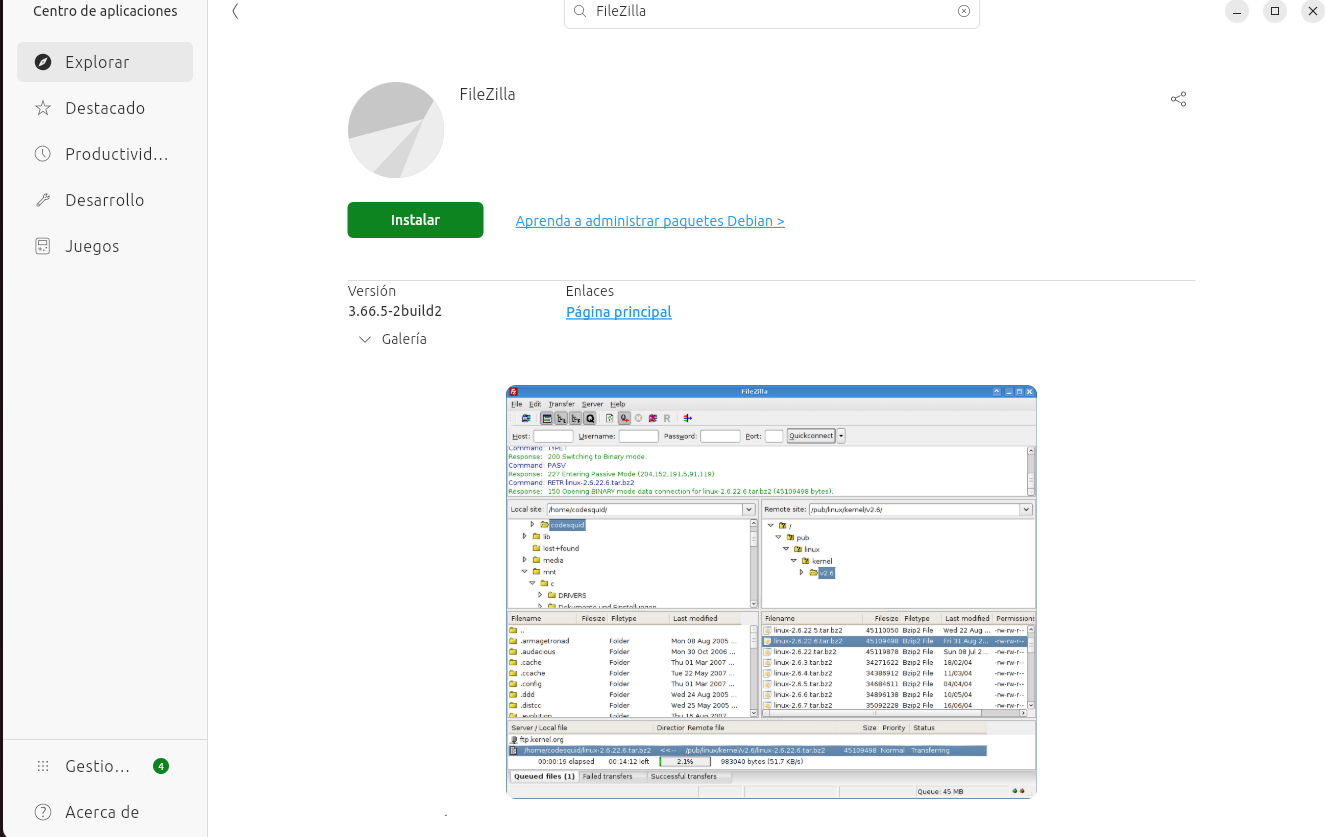 Centro de aplicaciones
FileZilla
Explorar
Destacado
Productivid...
Desarrollo
Juegos
Gestio...
4
Acerca de
FileZilla
Instalar
Aprenda a administrar paquetes Debian >
Versión
3.66.5-2build2
Enlaces
Página principal
Galería
FileZilla
File Edit Transfer Server Help
Host: Username: Password: Port: Quickconnect
Command: TYPE I
Response: 200 Switching to Binary mode.
Command: PASV
Response: 227 Entering Passive Mode (204,152,191,5,91,119)
Command: RETR linux-2.6.22.6.tar.bz2
Response: 150 Opening BINARY mode data connection for linux-2.6.22.6.tar.bz2 (45109498 bytes).
Local site: /home/codesquid/
codesquid
lib
lost+found
media
mnt
c
DRIVERS
Dokumente und Einstellungen
Remote site: /pub/linux/kernel/v2.6/
/
pub
linux
kernel
v2.6
Filename Filesize Filetype Last modified
..
.armagetronad Folder Mon 08 Aug 2005 ...
.audacious Folder Mon 30 Oct 2006 ...
.cache Folder Thu 01 Mar 2007 ...
.ccache Folder Tue 22 May 2007 ...
.config Folder Thu 01 Mar 2007 ...
.ddd Folder Wed 24 Aug 2005 ...
.distcc Folder Wed 25 May 2005 ...
.evolution Folder Thu 16 Aug 2007
Filename Filesize Filetype Last modified Permissions
linux-2.6.22.5.tar.bz2 45110050 Bzip2 File Wed 22 Aug ... -rw-rw-r--
linux-2.6.22.6.tar.bz2 45109498 Bzip2 File Fri 31 Aug 2... -rw-rw-r--
linux-2.6.22.tar.bz2 45119878 Bzip2 File Sun 08 Jul 2... -rw-rw-r--
linux-2.6.3.tar.bz2 34271622 Bzip2 File 18/02/04 -rw-rw-r--
linux-2.6.4.tar.bz2 34386912 Bzip2 File 11/03/04 -rw-rw-r--
linux-2.6.5.tar.bz2 34684611 Bzip2 File 04/04/04 -rw-rw-r--
linux-2.6.6.tar.bz2 34896138 Bzip2 File 10/05/04 -rw-rw-r--
linux-2.6.7.tar.bz2 35092228 Bzip2 File 16/06/04 -rw-rw-r--
Server / Local file Direction Remote file Size Priority Status
ftp.kernel.org
/home/codesquid/linux-2.6.22.6.tar.bz2 <<-- /pub/linux/kernel/v2.6/linux-2.6.22.6.tar.bz2 45109498 Normal Transferring
00:00:19 elapsed 00:14:12 left 2.1% 983040 bytes (51.7 KB/s)
Queued files (1) Failed transfers Successful transfers
Queue: 45 MB